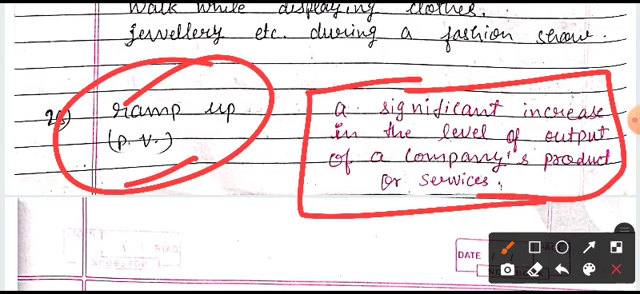 walk while displaying clothes,
jewellery etc. during a fashion show.
ramp up
(p. v.)
a significant increase
in the level of output
of a company's product
or services.
DATE